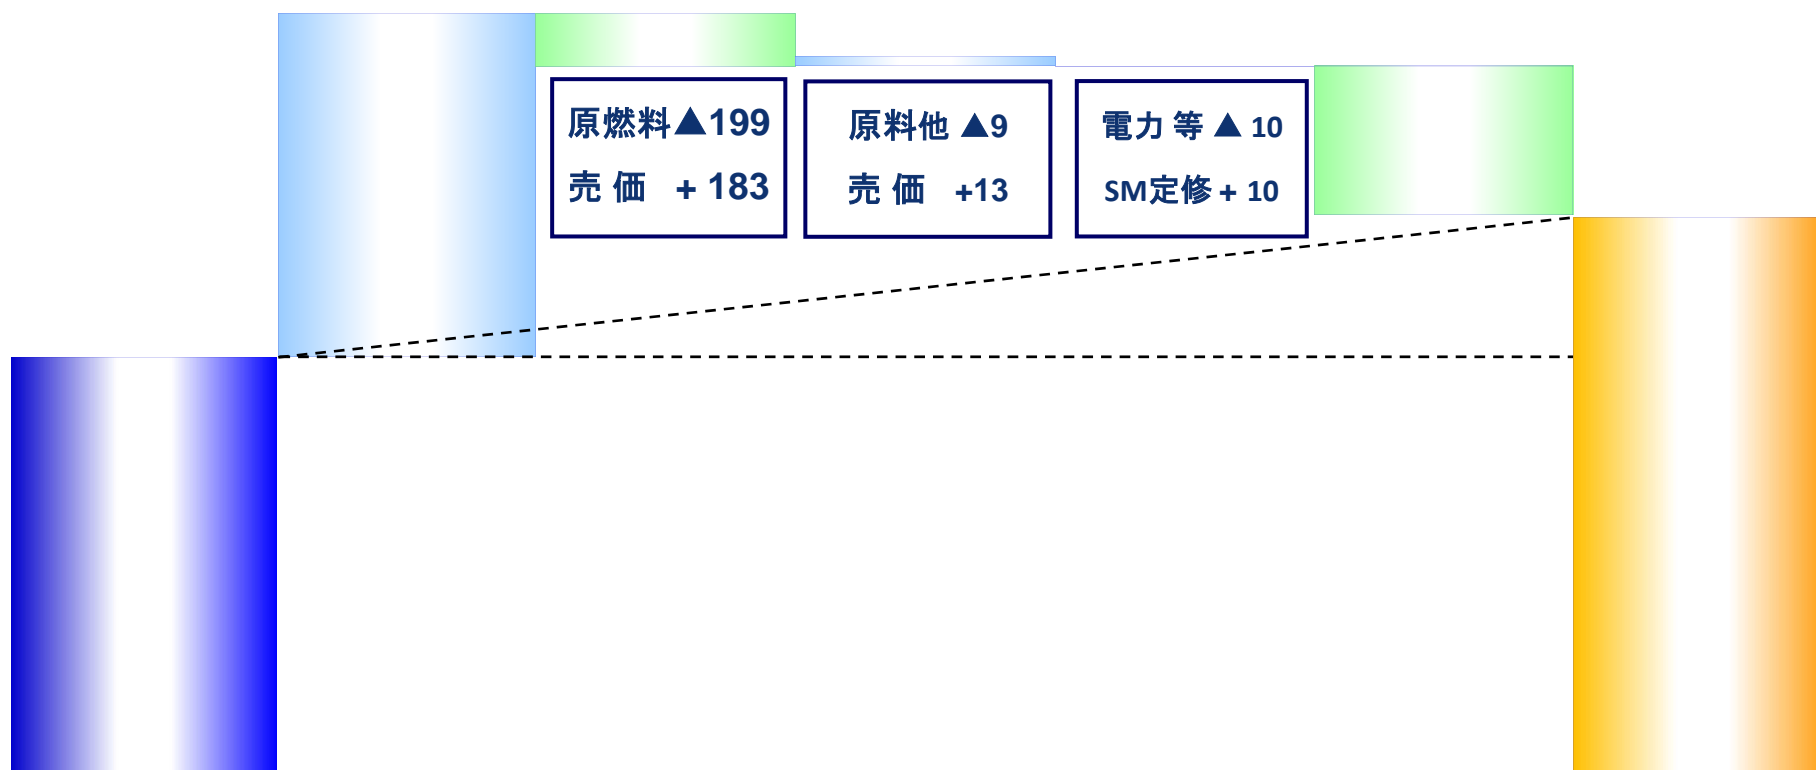 原燃料▲199
売 価 + 183
原料他 ▲9
売 価 +13
電力 等 ▲ 10
SM定修 + 10